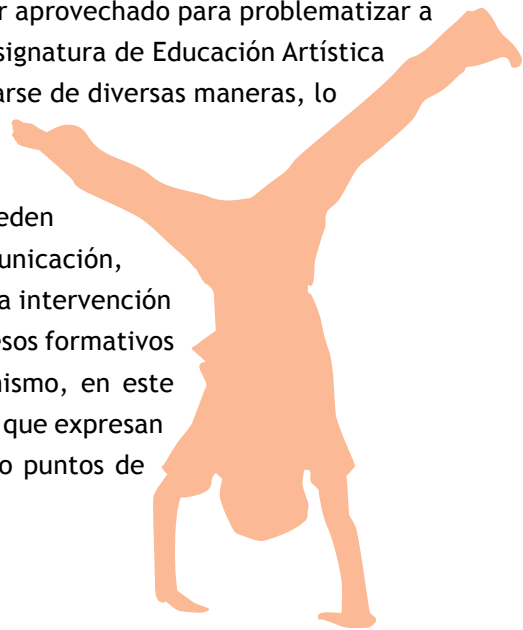 aprovechado para problematizar a
signatura de Educación Artística
arse de diversas maneras, lo
eden
unicación,
a intervención
esos formativos
ismo, en este
que expresan
o puntos de